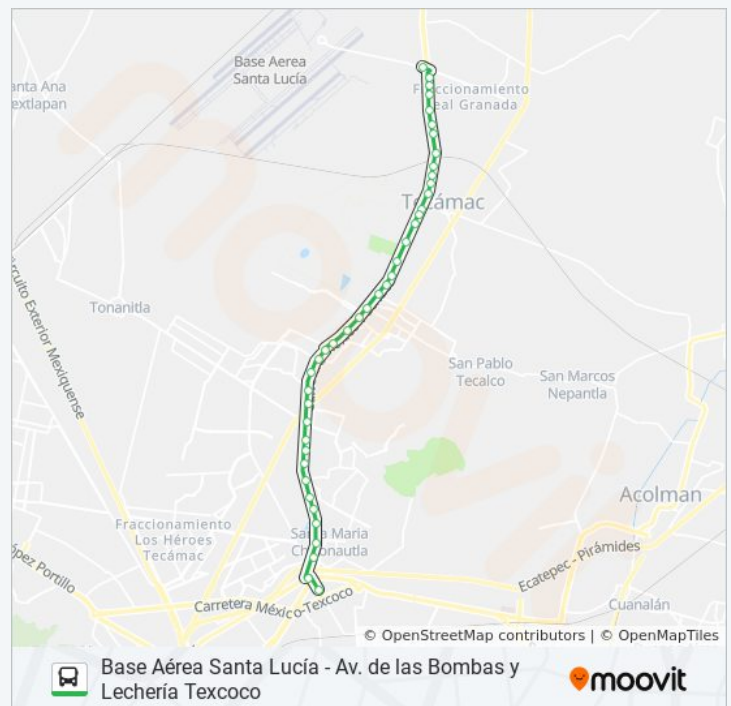 Base Aerea
Santa Lucía
anta Ana
extlapan
Fraccionamiento
Real Granada
Tecámac
Tonanitla
Circuito Exterior Mexiquense
San Pablo
Tecalco
San Marcos
Nepantla
Acolman
Fraccionamiento
Los Héroes
Tecámac
Santa Maria
Chiconautla
ópez Portillo
Ecatepec - Pirámides
Carretera México-Texcoco
Cuanalán
© OpenStreetMap contributors | © OpenMapTiles
Base Aérea Santa Lucía - Av. de las Bombas y
Lechería Texcoco
moovit